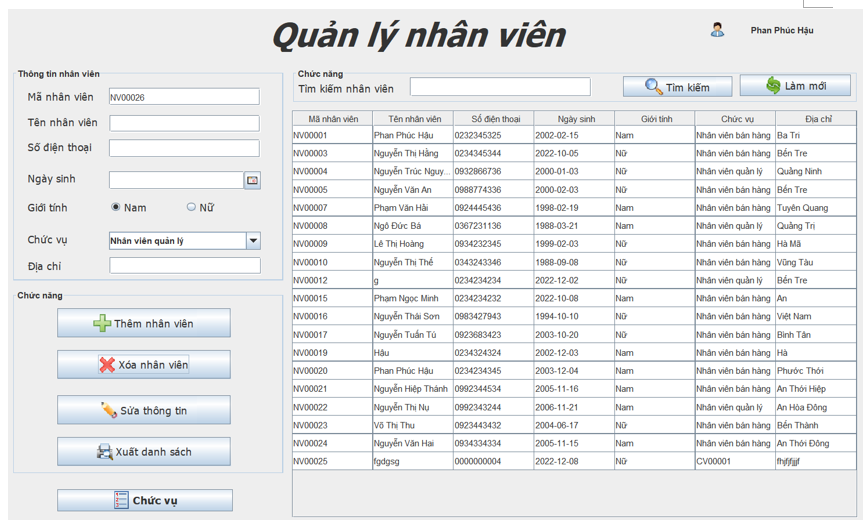 Quản lý nhân viên
Phan Phúc Hậu
Thông tin nhân viên
Mã nhân viên NV00026
Tên nhân viên
Số điện thoại
Ngày sinh
Giới tính Nam Nữ
Chức vụ Nhân viên quản lý
Địa chỉ
Chức năng
Thêm nhân viên
Xóa nhân viên
Sửa thông tin
Xuất danh sách
Chức vụ
Chức năng
Tìm kiếm nhân viên Tìm kiếm Làm mới
Mã nhân viên Tên nhân viên Số điện thoại Ngày sinh Giới tính Chức vụ Địa chỉ
NV00001 Phan Phúc Hậu 0232345325 2002-02-15 Nam Nhân viên bán hàng Ba Tri
NV00003 Nguyễn Thị Hằng 0234345344 2022-10-05 Nữ Nhân viên bán hàng Bến Tre
NV00004 Nguyễn Trúc Nguy... 0932866736 2000-01-03 Nữ Nhân viên quản lý Quảng Ninh
NV00005 Nguyễn Văn An 0988774336 2000-02-03 Nữ Nhân viên bán hàng Bến Tre
NV00007 Phạm Văn Hải 0924445436 1998-02-19 Nam Nhân viên bán hàng Tuyên Quang
NV00008 Ngô Đức Bá 0367231136 1988-03-21 Nam Nhân viên quản lý Quảng Trị
NV00009 Lê Thị Hoàng 0934232345 1999-02-03 Nữ Nhân viên bán hàng Hà Mã
NV00010 Nguyễn Thị Thế 0343243346 1988-09-08 Nữ Nhân viên bán hàng Vũng Tàu
NV00012 g 0234234234 2022-12-02 Nữ Nhân viên quản lý Bến Tre
NV00015 Phạm Ngọc Minh 0234234232 2022-10-08 Nam Nhân viên bán hàng An
NV00016 Nguyễn Thái Sơn 0983427943 1994-10-10 Nữ Nhân viên bán hàng Việt Nam
NV00017 Nguyễn Tuấn Tú 0923683423 2003-10-20 Nữ Nhân viên bán hàng Bình Tân
NV00019 Hậu 0234324324 2002-12-03 Nam Nhân viên bán hàng Hà
NV00020 Phan Phúc Hậu 0234234345 2003-12-04 Nam Nhân viên bán hàng Phước Thới
NV00021 Nguyễn Hiệp Thánh 0992344534 2005-11-16 Nam Nhân viên bán hàng An Thới Hiệp
NV00022 Nguyễn Thị Nụ 0992343244 2006-11-21 Nam Nhân viên quản lý An Hòa Đông
NV00023 Võ Thị Thu 0923443432 2004-06-17 Nữ Nhân viên bán hàng Bến Thành
NV00024 Nguyễn Văn Hai 0934334334 2005-11-15 Nam Nhân viên bán hàng An Thới Đông
NV00025 fgdgsg 0000000004 2022-12-08 Nữ CV00001